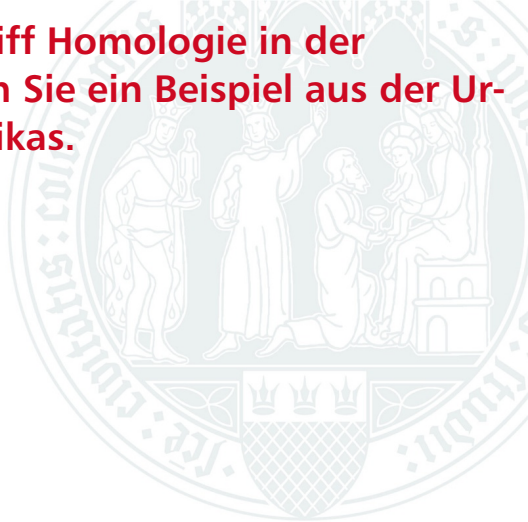 iff Homologie in der
n Sie ein Beispiel aus der Ur-
ikas.